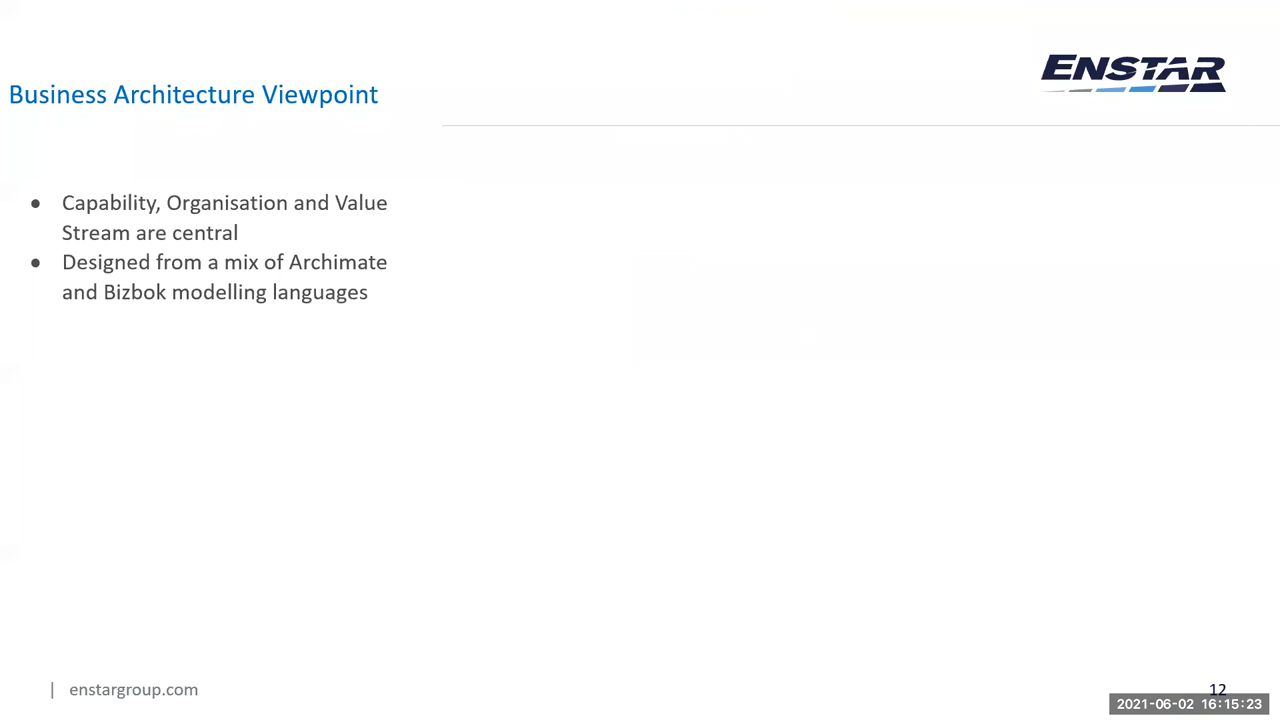 ENSTAR
Business Architecture Viewpoint
● Capability, Organisation and Value
Stream are central
● Designed from a mix of Archimate
and Bizbok modelling languages
| enstargroup.com
12
2021-06-02 16:15:23